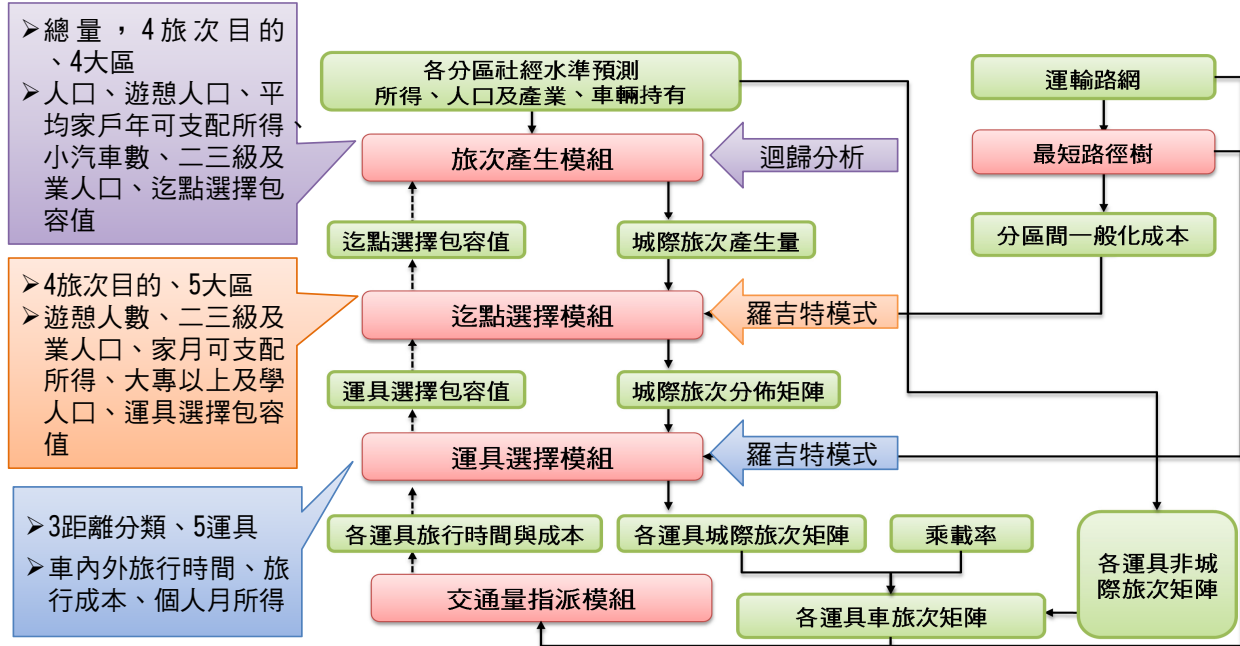 ➢總量，4旅次目的
、4大區
➢人口、遊憩人口、平
均家戶年可支配所得、
小汽車數、二三級及
業人口、迄點選擇包
容值
➢4旅次目的、5大區
➢遊憩人數、二三級及
業人口、家月可支配
所得、大專以上及學
人口、運具選擇包容
值
➢3距離分類、5運具
➢車內外旅行時間、旅
行成本、個人月所得
各分區社經水準預測
所得、人口及產業、車輛持有
旅次產生模組
迴歸分析
迄點選擇包容值
城際旅次產生量
迄點選擇模組
羅吉特模式
運具選擇包容值
城際旅次分佈矩陣
運具選擇模組
羅吉特模式
各運具旅行時間與成本
各運具城際旅次矩陣
乘載率
交通量指派模組
各運具車旅次矩陣
運輸路網
最短路徑樹
分區間一般化成本
各運具非城
際旅次矩陣